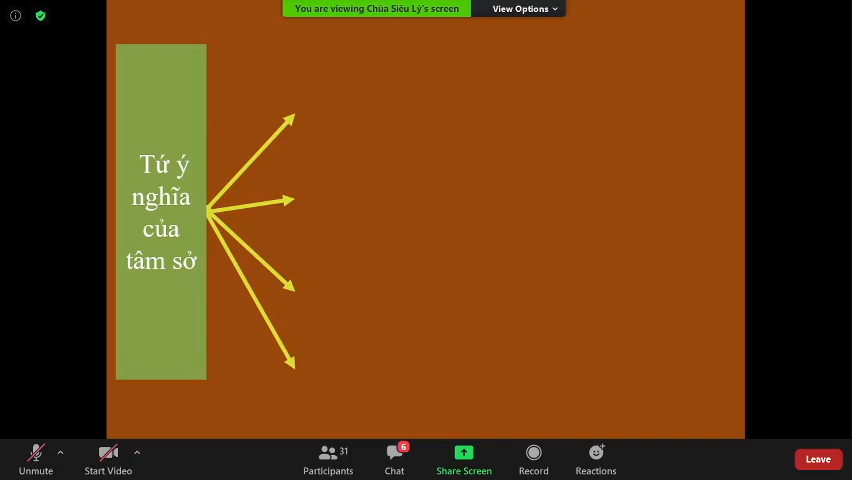 You are viewing Chùa Siêu Lý's screen
View Options
Tứ ý
nghĩa
của
tâm sở
6
31
Unmute
Start Video
Participants
Chat
Share Screen
Record
Reactions
Leave